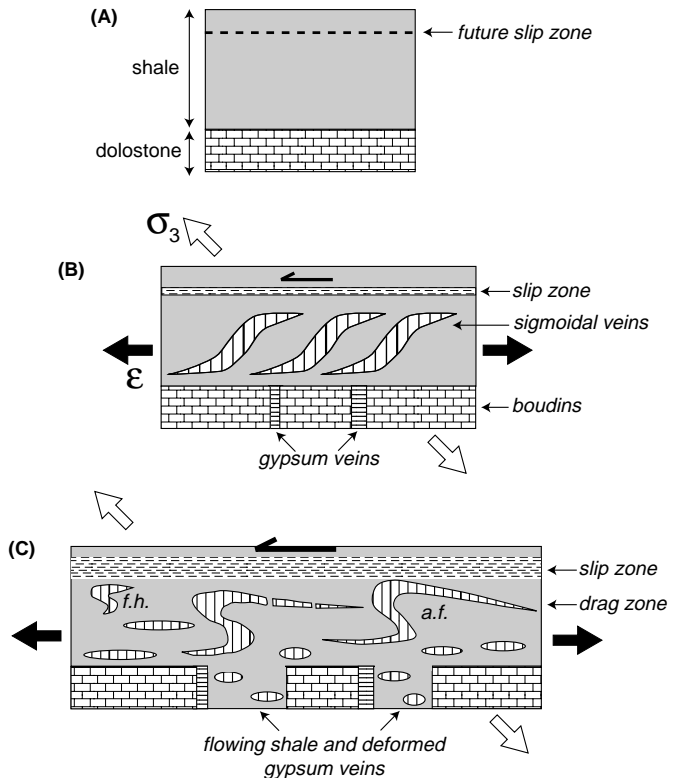 (A)
future slip zone
shale
dolostone
σ3
(B)
slip zone
sigmoidal veins
ε
boudins
gypsum veins
(C)
slip zone
f.h.
a.f.
drag zone
flowing shale and deformed
gypsum veins